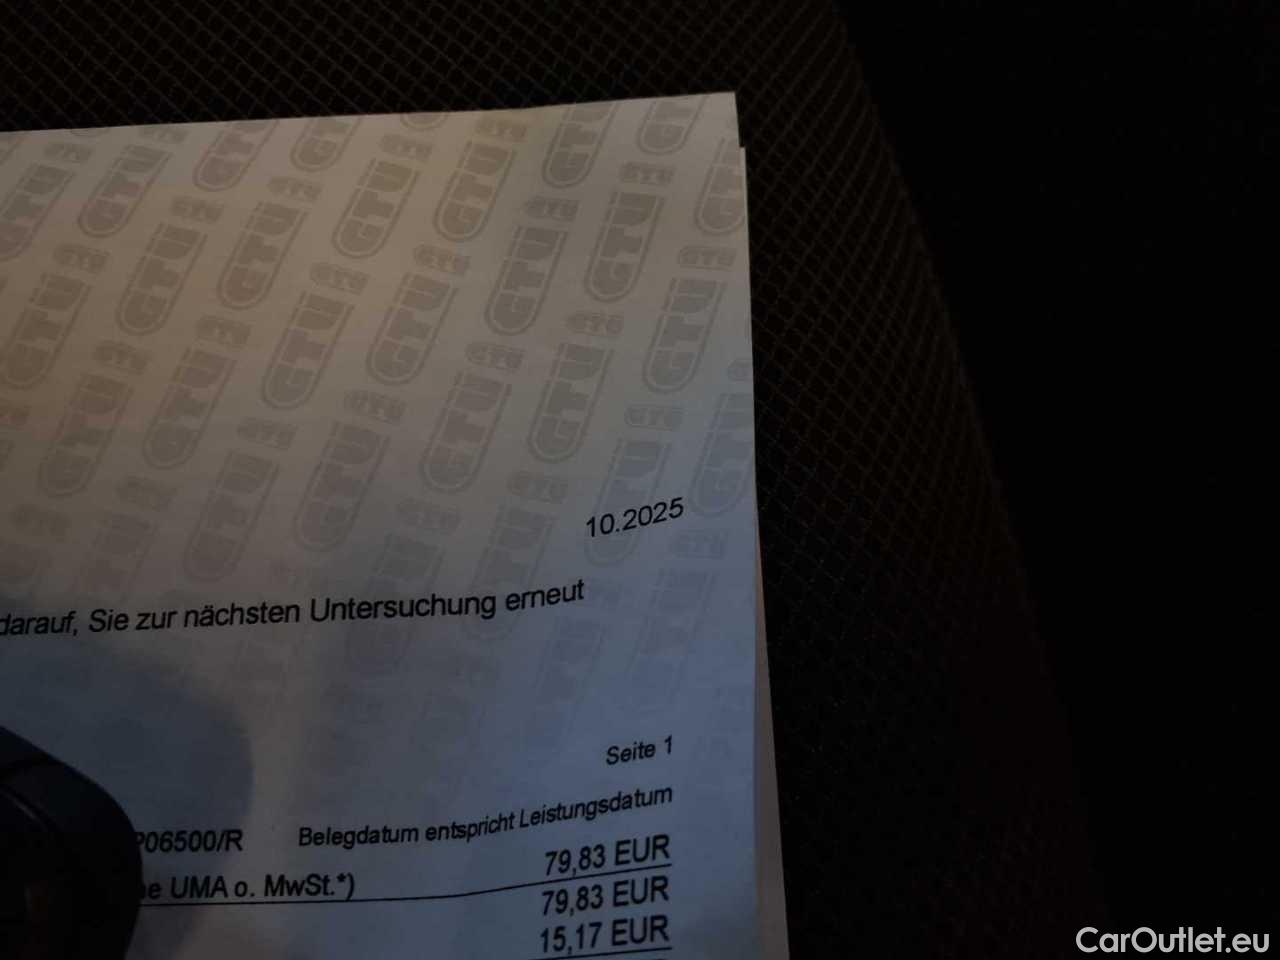 10.2025
darauf, Sie zur nächsten Untersuchung erneut
Seite 1
P06500/R Belegdatum entspricht Leistungsdatum
79,83 EUR
ne UMA o. MwSt.*)
79,83 EUR
15,17 EUR
CarOutlet.eu